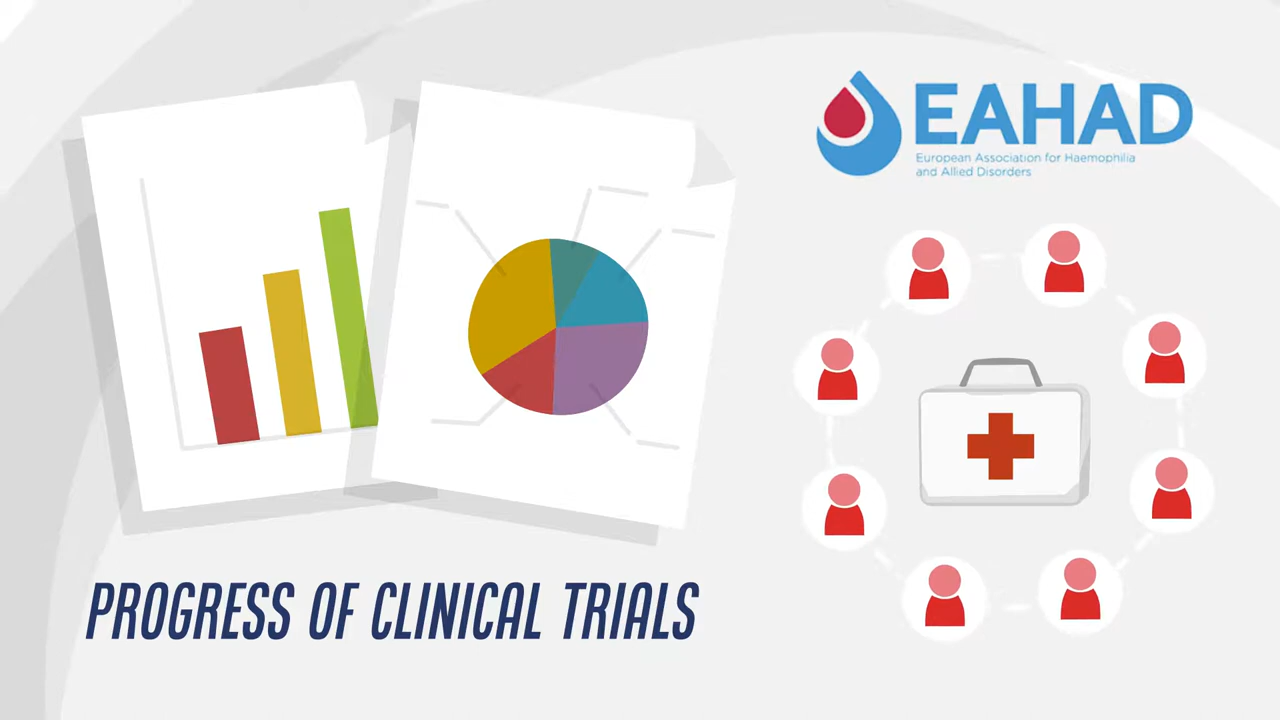 EAHAD
European Association for Haemophilia
and Allied Disorders
PROGRESS OF CLINICAL TRIALS